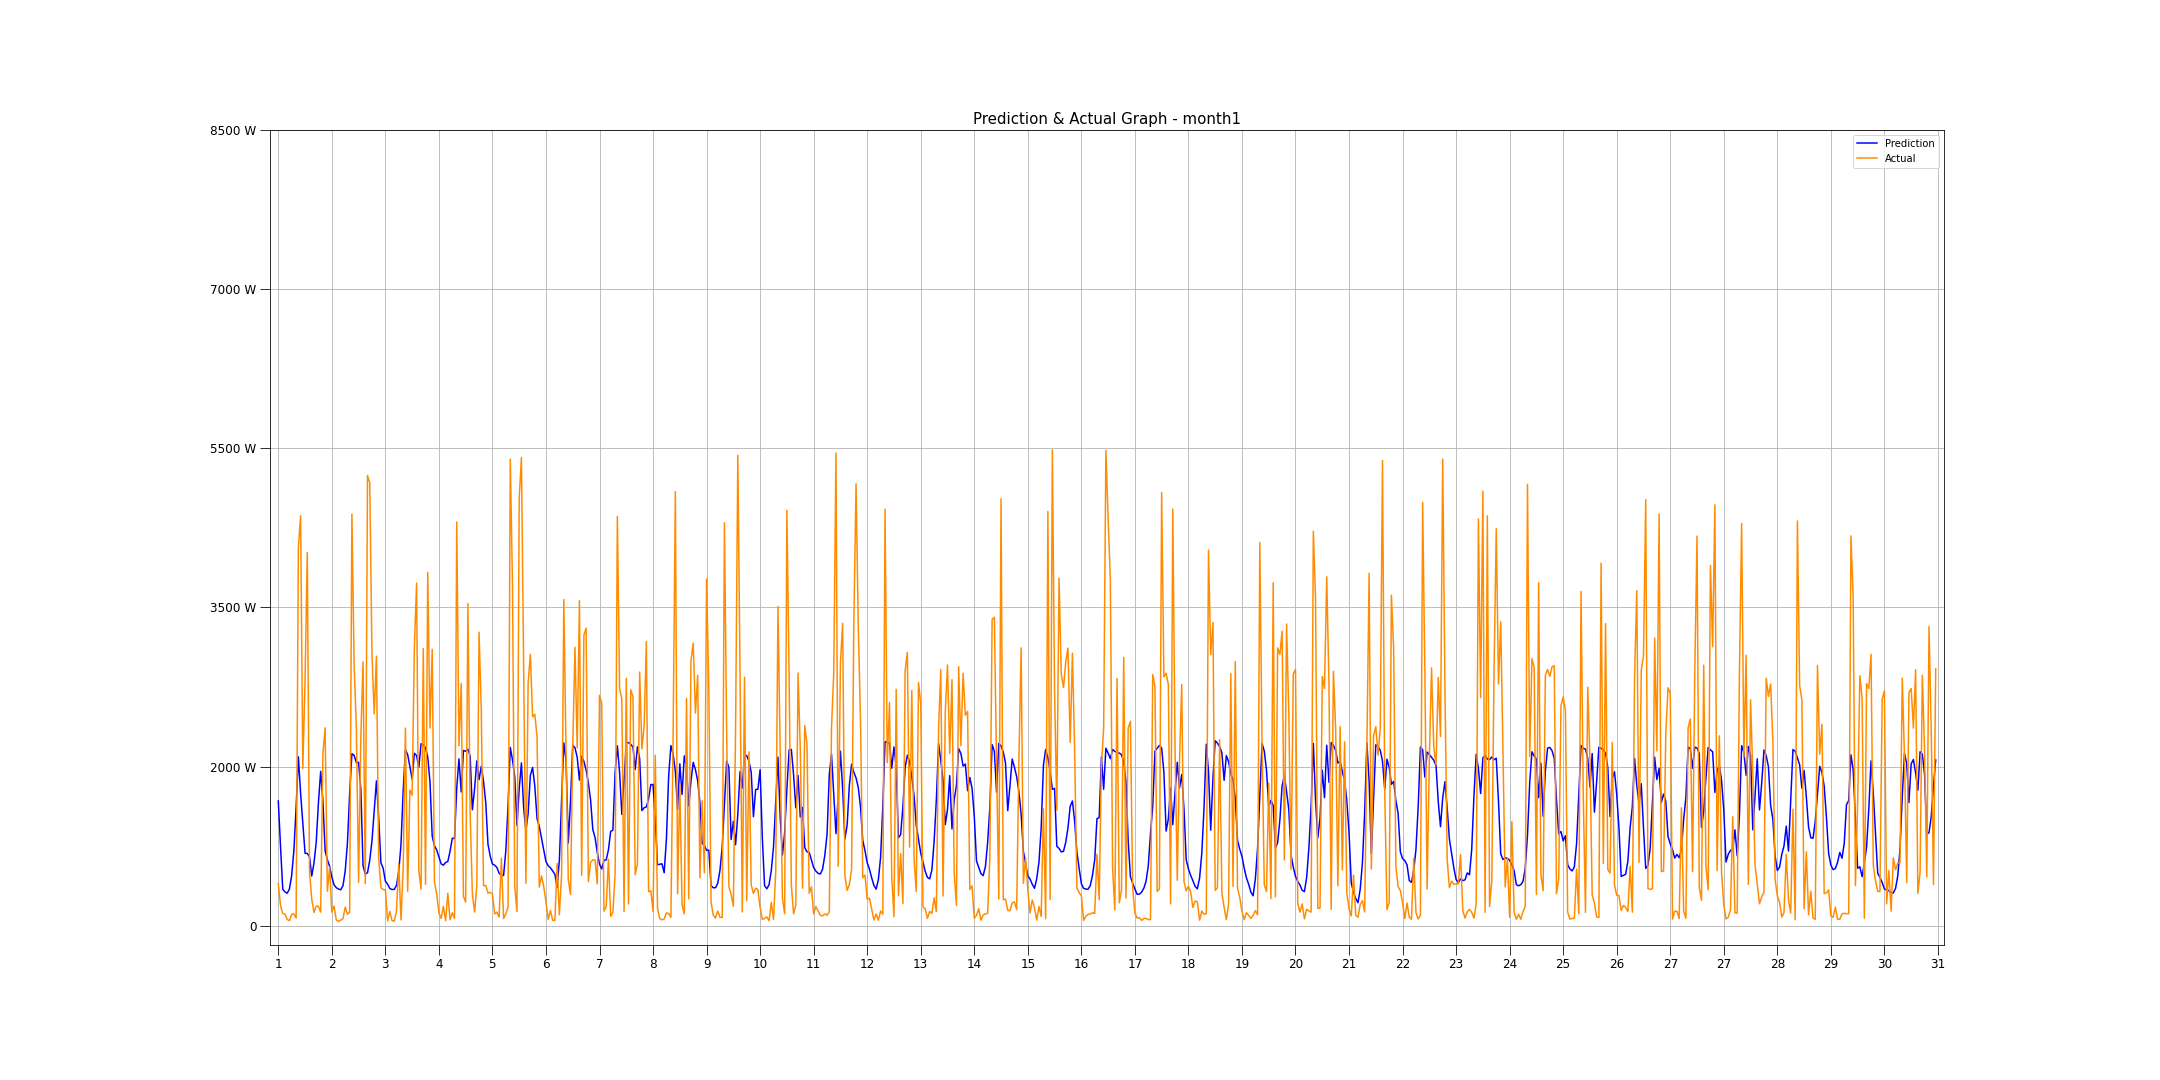 Prediction & Actual Graph - month1
8500 W
7000 W
5500 W
3500 W
2000 W
0
Prediction
Actual
1 2 3 4 5 6 7 8 9 10 11 12 13 14 15 16 17 18 19 20 21 22 23 24 25 26 27 27 28 29 30 31